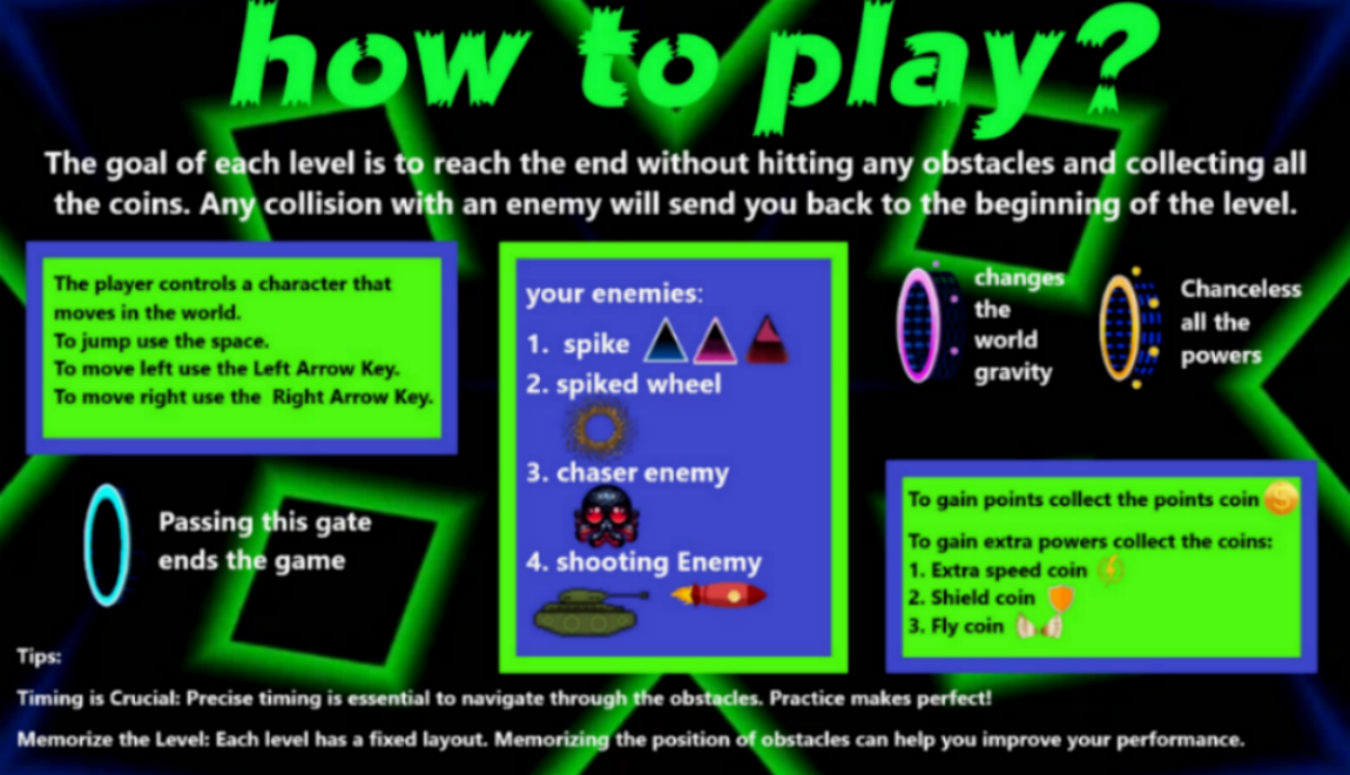 how to play?
The goal of each level is to reach the end without hitting any obstacles and collecting all
the coins. Any collision with an enemy will send you back to the beginning of the level.
The player controls a character that
moves in the world.
To jump use the space.
To move left use the Left Arrow Key.
To move right use the Right Arrow Key.
Passing this gate
ends the game
your enemies:
1. spike
2. spiked wheel
3. chaser enemy
4. shooting Enemy
changes
the
world
gravity
Chanceless
all the
powers
To gain points collect the points coin
To gain extra powers collect the coins:
1. Extra speed coin
2. Shield coin
3. Fly coin
Tips:
Timing is Crucial: Precise timing is essential to navigate through the obstacles. Practice makes perfect!
Memorize the Level: Each level has a fixed layout. Memorizing the position of obstacles can help you improve your performance.